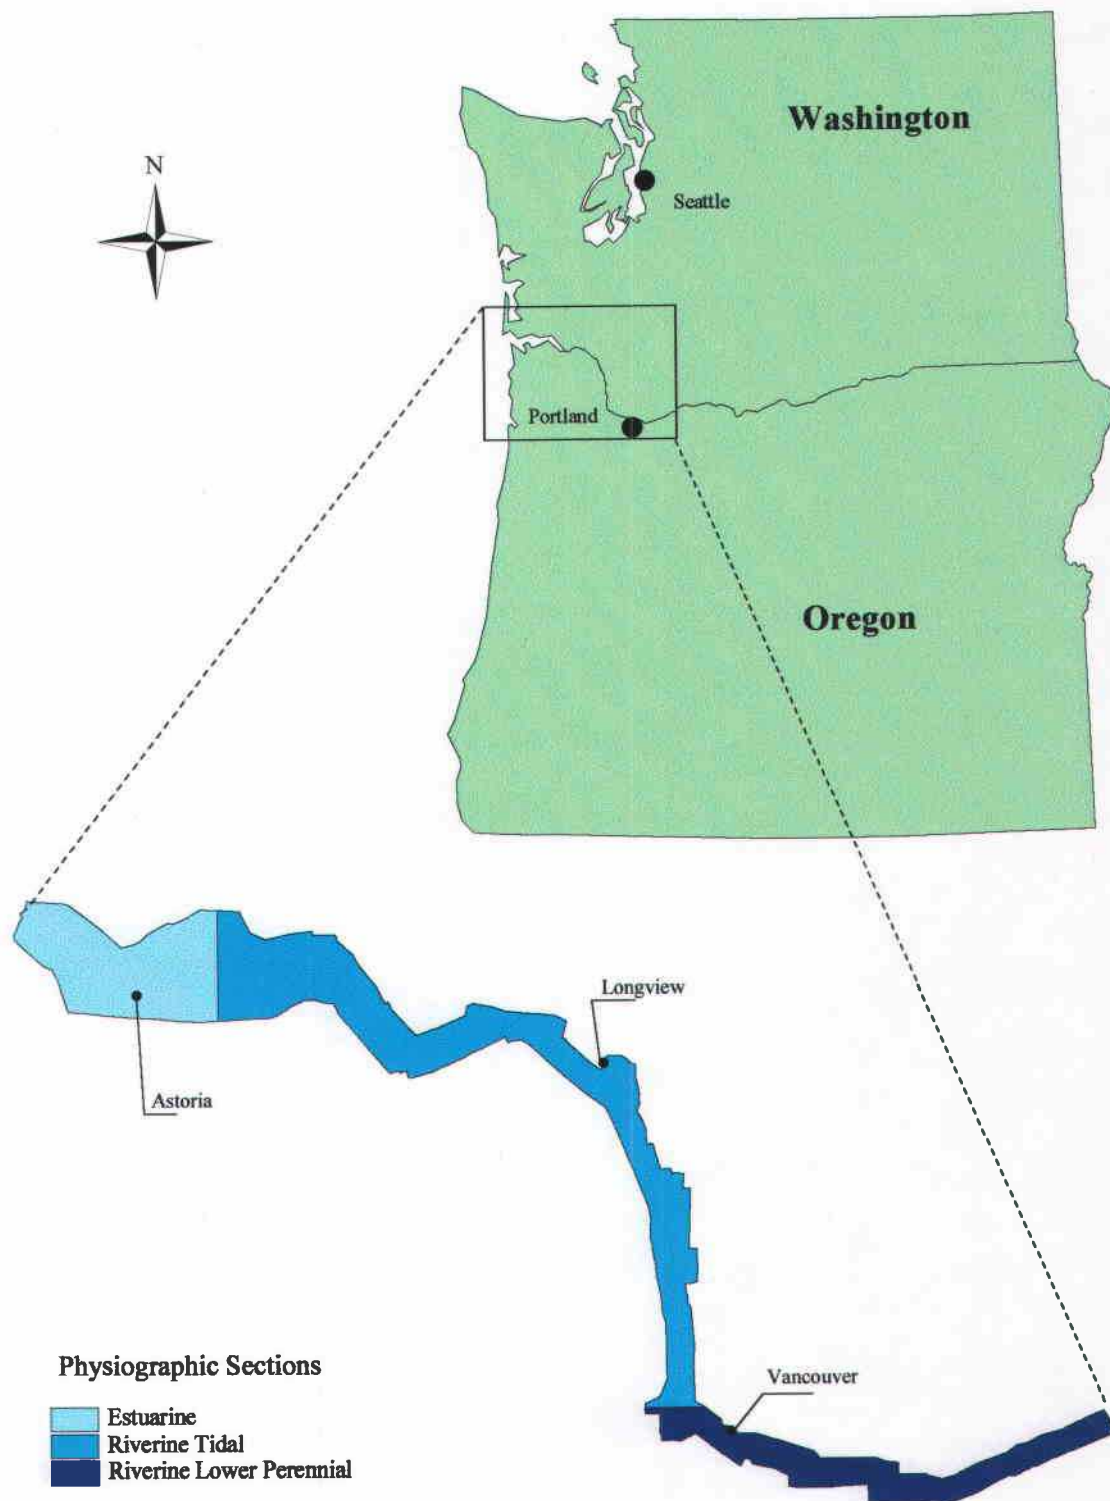 Washington
N
Seattle
Portland
Oregon
Longview
Astoria
Vancouver
Physiographic Sections
Estuarine
Riverine Tidal
Riverine Lower Perennial